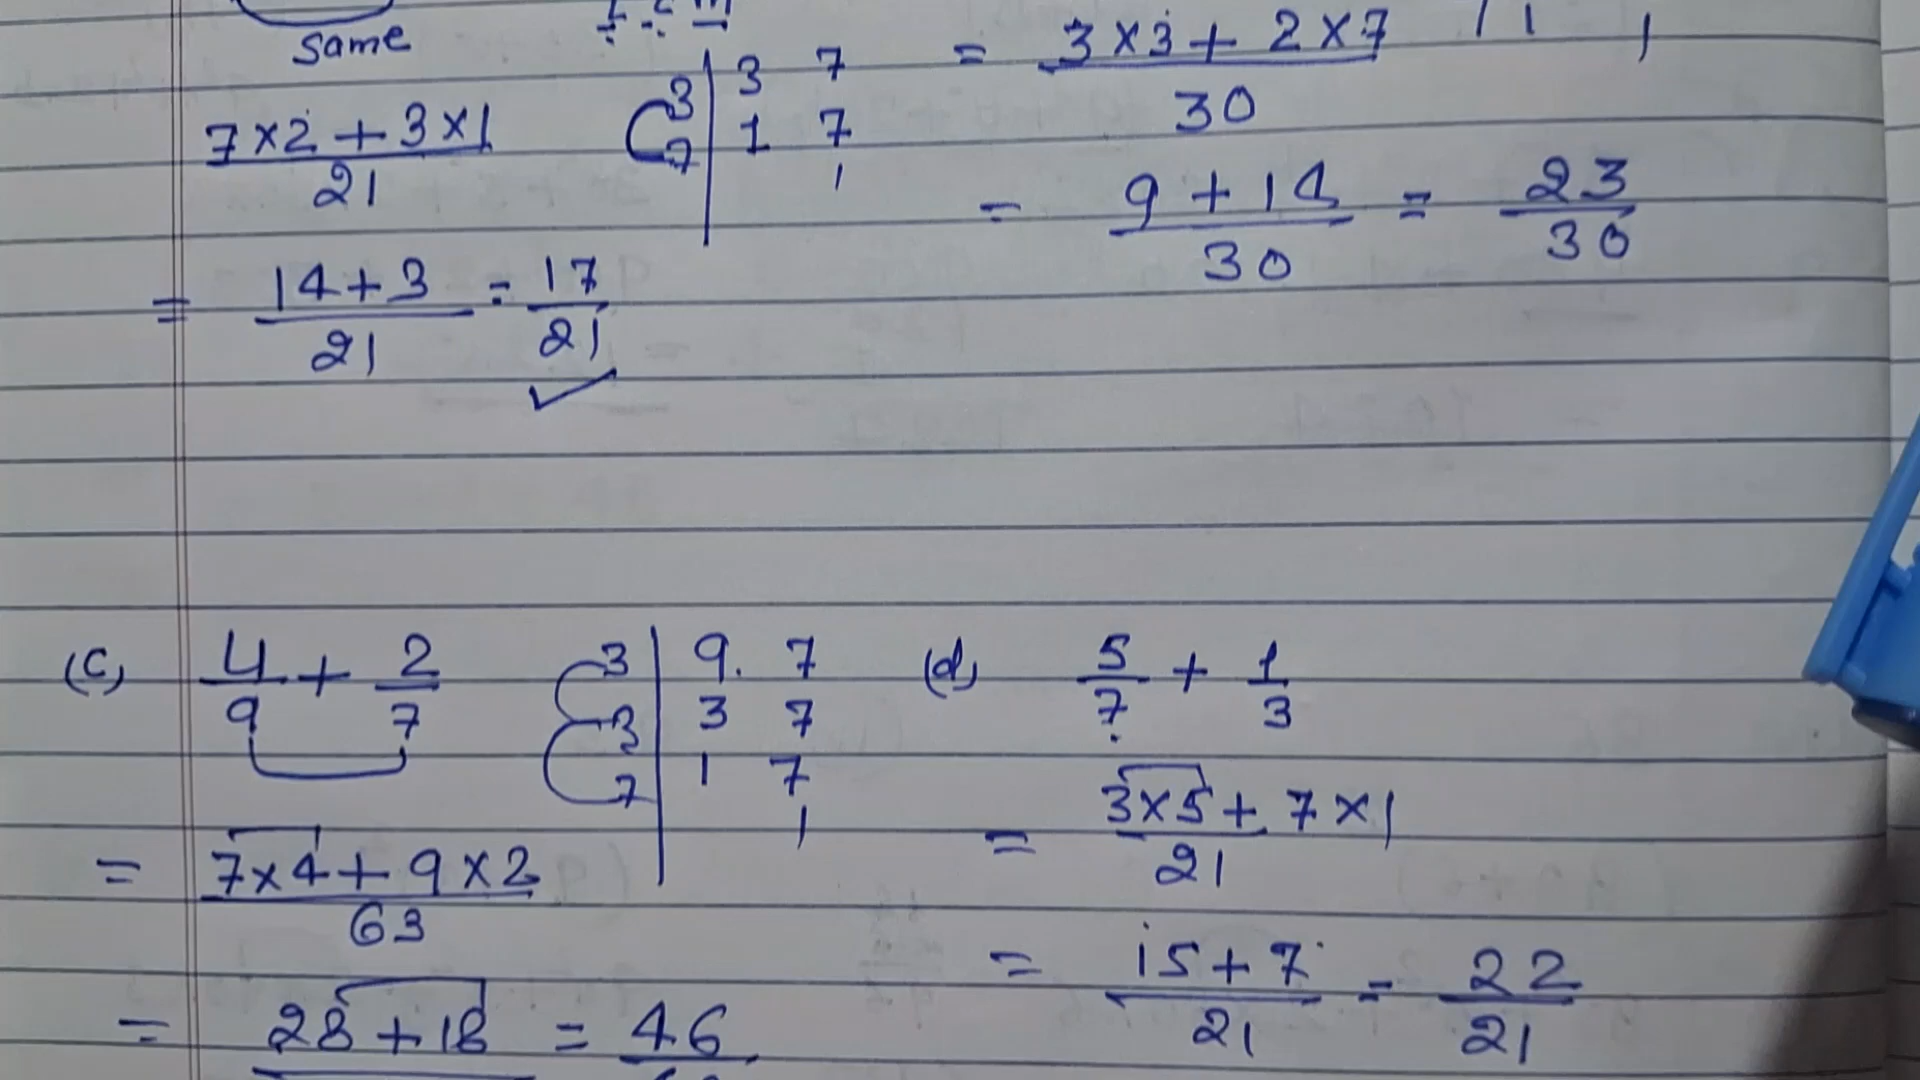 same
7×2 + 3×1 / 21
3 | 3 7
7 | 1 7
1
= 14+3 / 21 = 17 / 21
= 3×3 + 2×7 / 30
= 9 + 14 / 30 = 23 / 30
(c) 4/9 + 2/7
3 | 9. 7
3 | 3 7
7 | 1 7
1
= 7×4 + 9×2 / 63
= 28 + 18 = 46
(d) 5/7 + 1/3
= 3×5 + 7×1 / 21
= 15+7 / 21 = 22 / 21